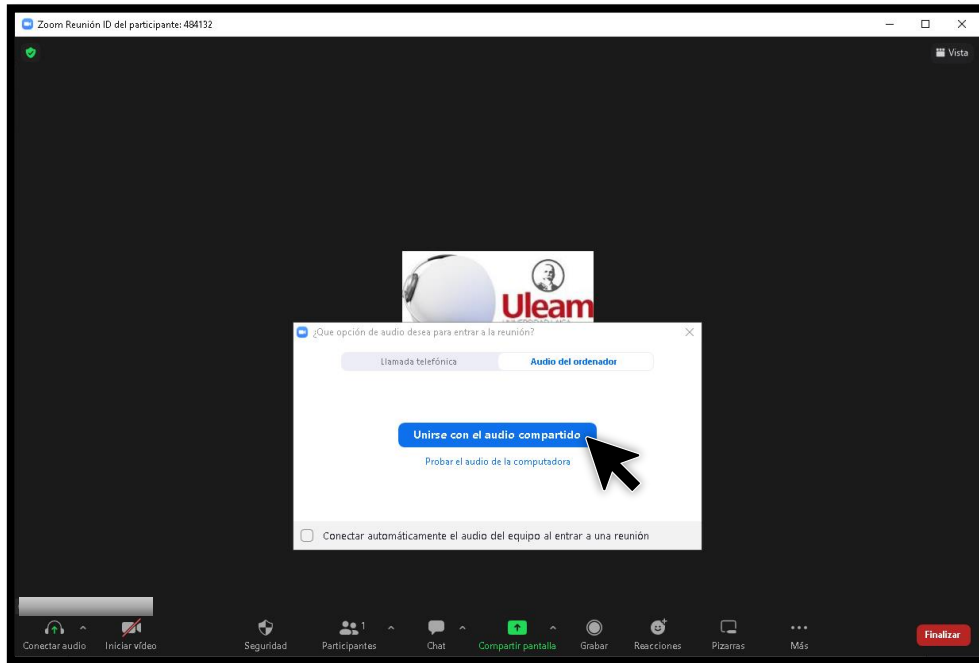 Zoom Reunión ID del participante: 484132
Vista
Uleam
¿Que opción de audio desea para entrar a la reunión?
Llamada telefónica
Audio del ordenador
Unirse con el audio compartido
Probar el audio de la computadora
Conectar automáticamente el audio del equipo al entrar a una reunión
1
Conectar audio
Iniciar vídeo
Seguridad
Participantes
Chat
Compartir pantalla
Grabar
Reacciones
Pizarras
Más
Finalizar